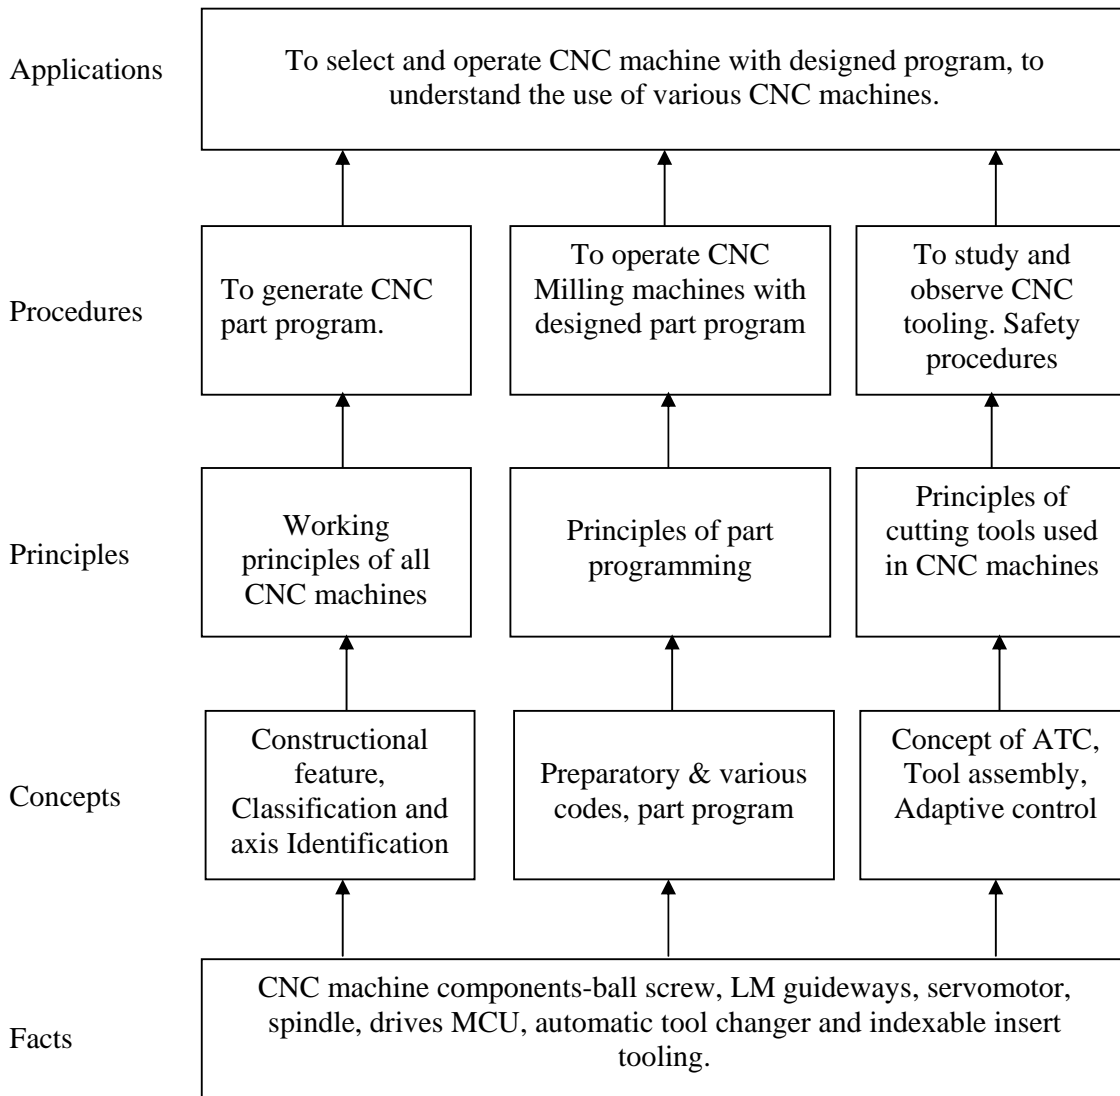 Applications
To select and operate CNC machine with designed program, to
understand the use of various CNC machines.
Procedures
To generate CNC
part program.
To operate CNC
Milling machines with
designed part program
To study and
observe CNC
tooling. Safety
procedures
Principles
Working
principles of all
CNC machines
Principles of part
programming
Principles of
cutting tools used
in CNC machines
Concepts
Constructional
feature,
Classification and
axis Identification
Preparatory & various
codes, part program
Concept of ATC,
Tool assembly,
Adaptive control
Facts
CNC machine components-ball screw, LM guideways, servomotor,
spindle, drives MCU, automatic tool changer and indexable insert
tooling.